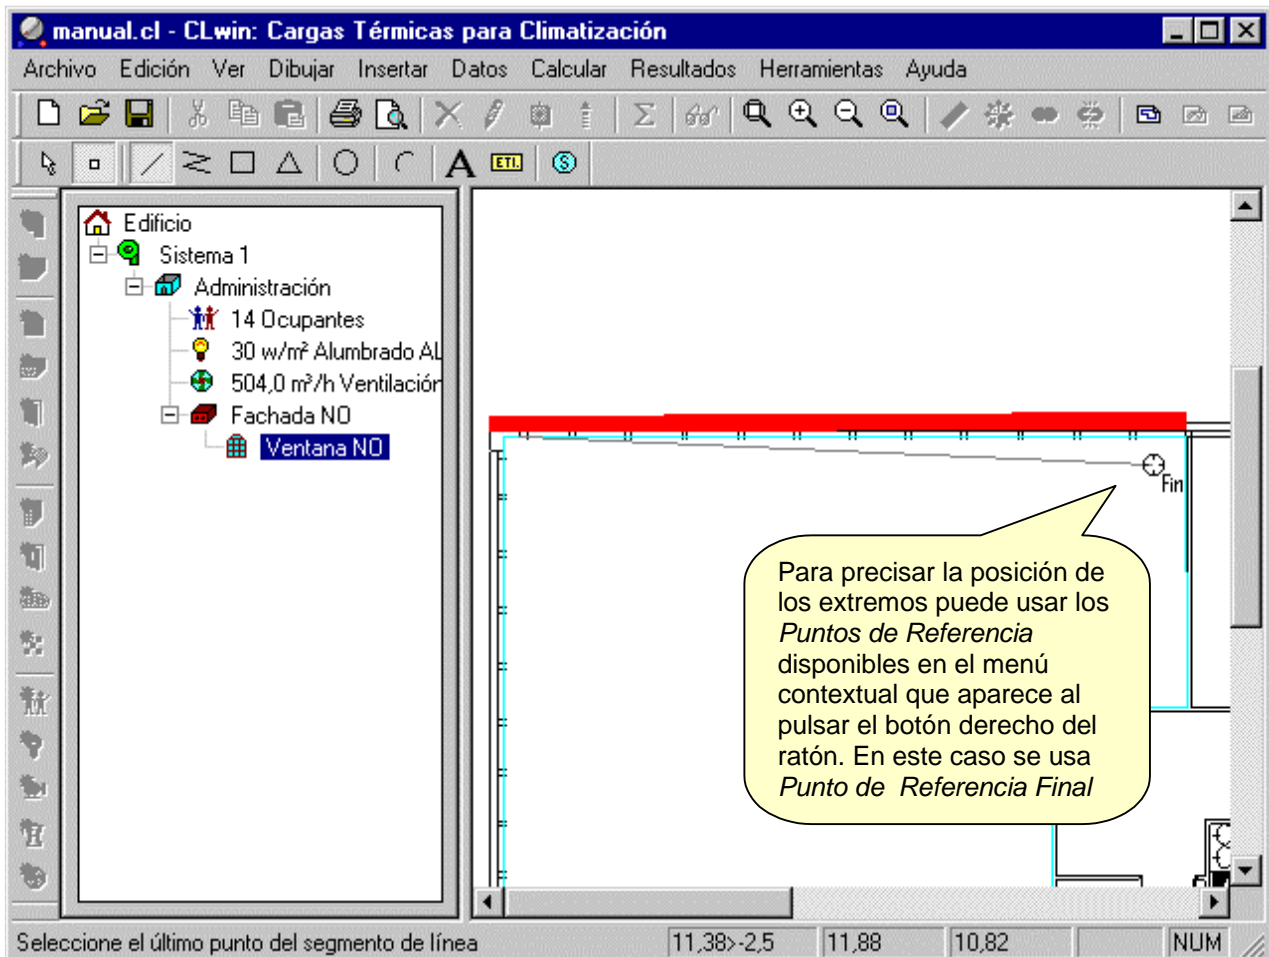 manual.cl - CLwin: Cargas Térmicas para Climatización
Archivo Edición Ver Dibujar Insertar Datos Calcular Resultados Herramientas Ayuda
A ETI. S
Edificio
Sistema 1
Administración
14 Ocupantes
30 w/m² Alumbrado AL
504,0 m³/h Ventilación
Fachada NO
Ventana NO
Fin
Para precisar la posición de
los extremos puede usar los
Puntos de Referencia
disponibles en el menú
contextual que aparece al
pulsar el botón derecho del
ratón. En este caso se usa
Punto de Referencia Final
Seleccione el último punto del segmento de línea 11,38>-2,5 11,88 10,82 NUM